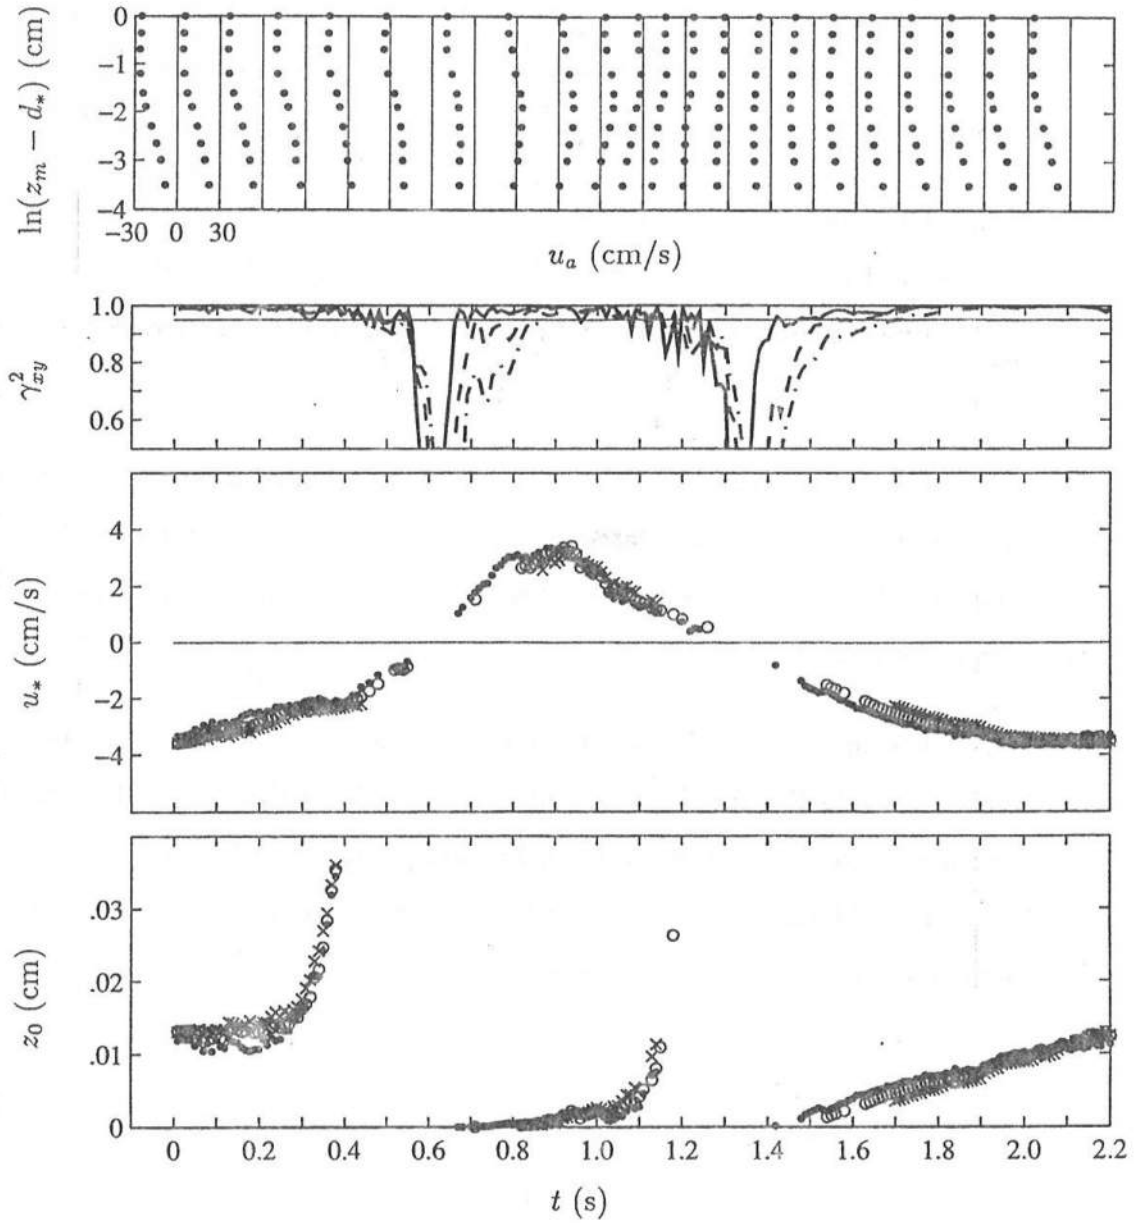 0
−1
−2
−3
−4
ln(z_m − d_*) (cm)
−30 0 30
u_a (cm/s)
1.0
0.8
0.6
γ²_xy
4
2
0
−2
−4
u_* (cm/s)
.03
.02
.01
0
z_0 (cm)
0 0.2 0.4 0.6 0.8 1.0 1.2 1.4 1.6 1.8 2.0 2.2
t (s)